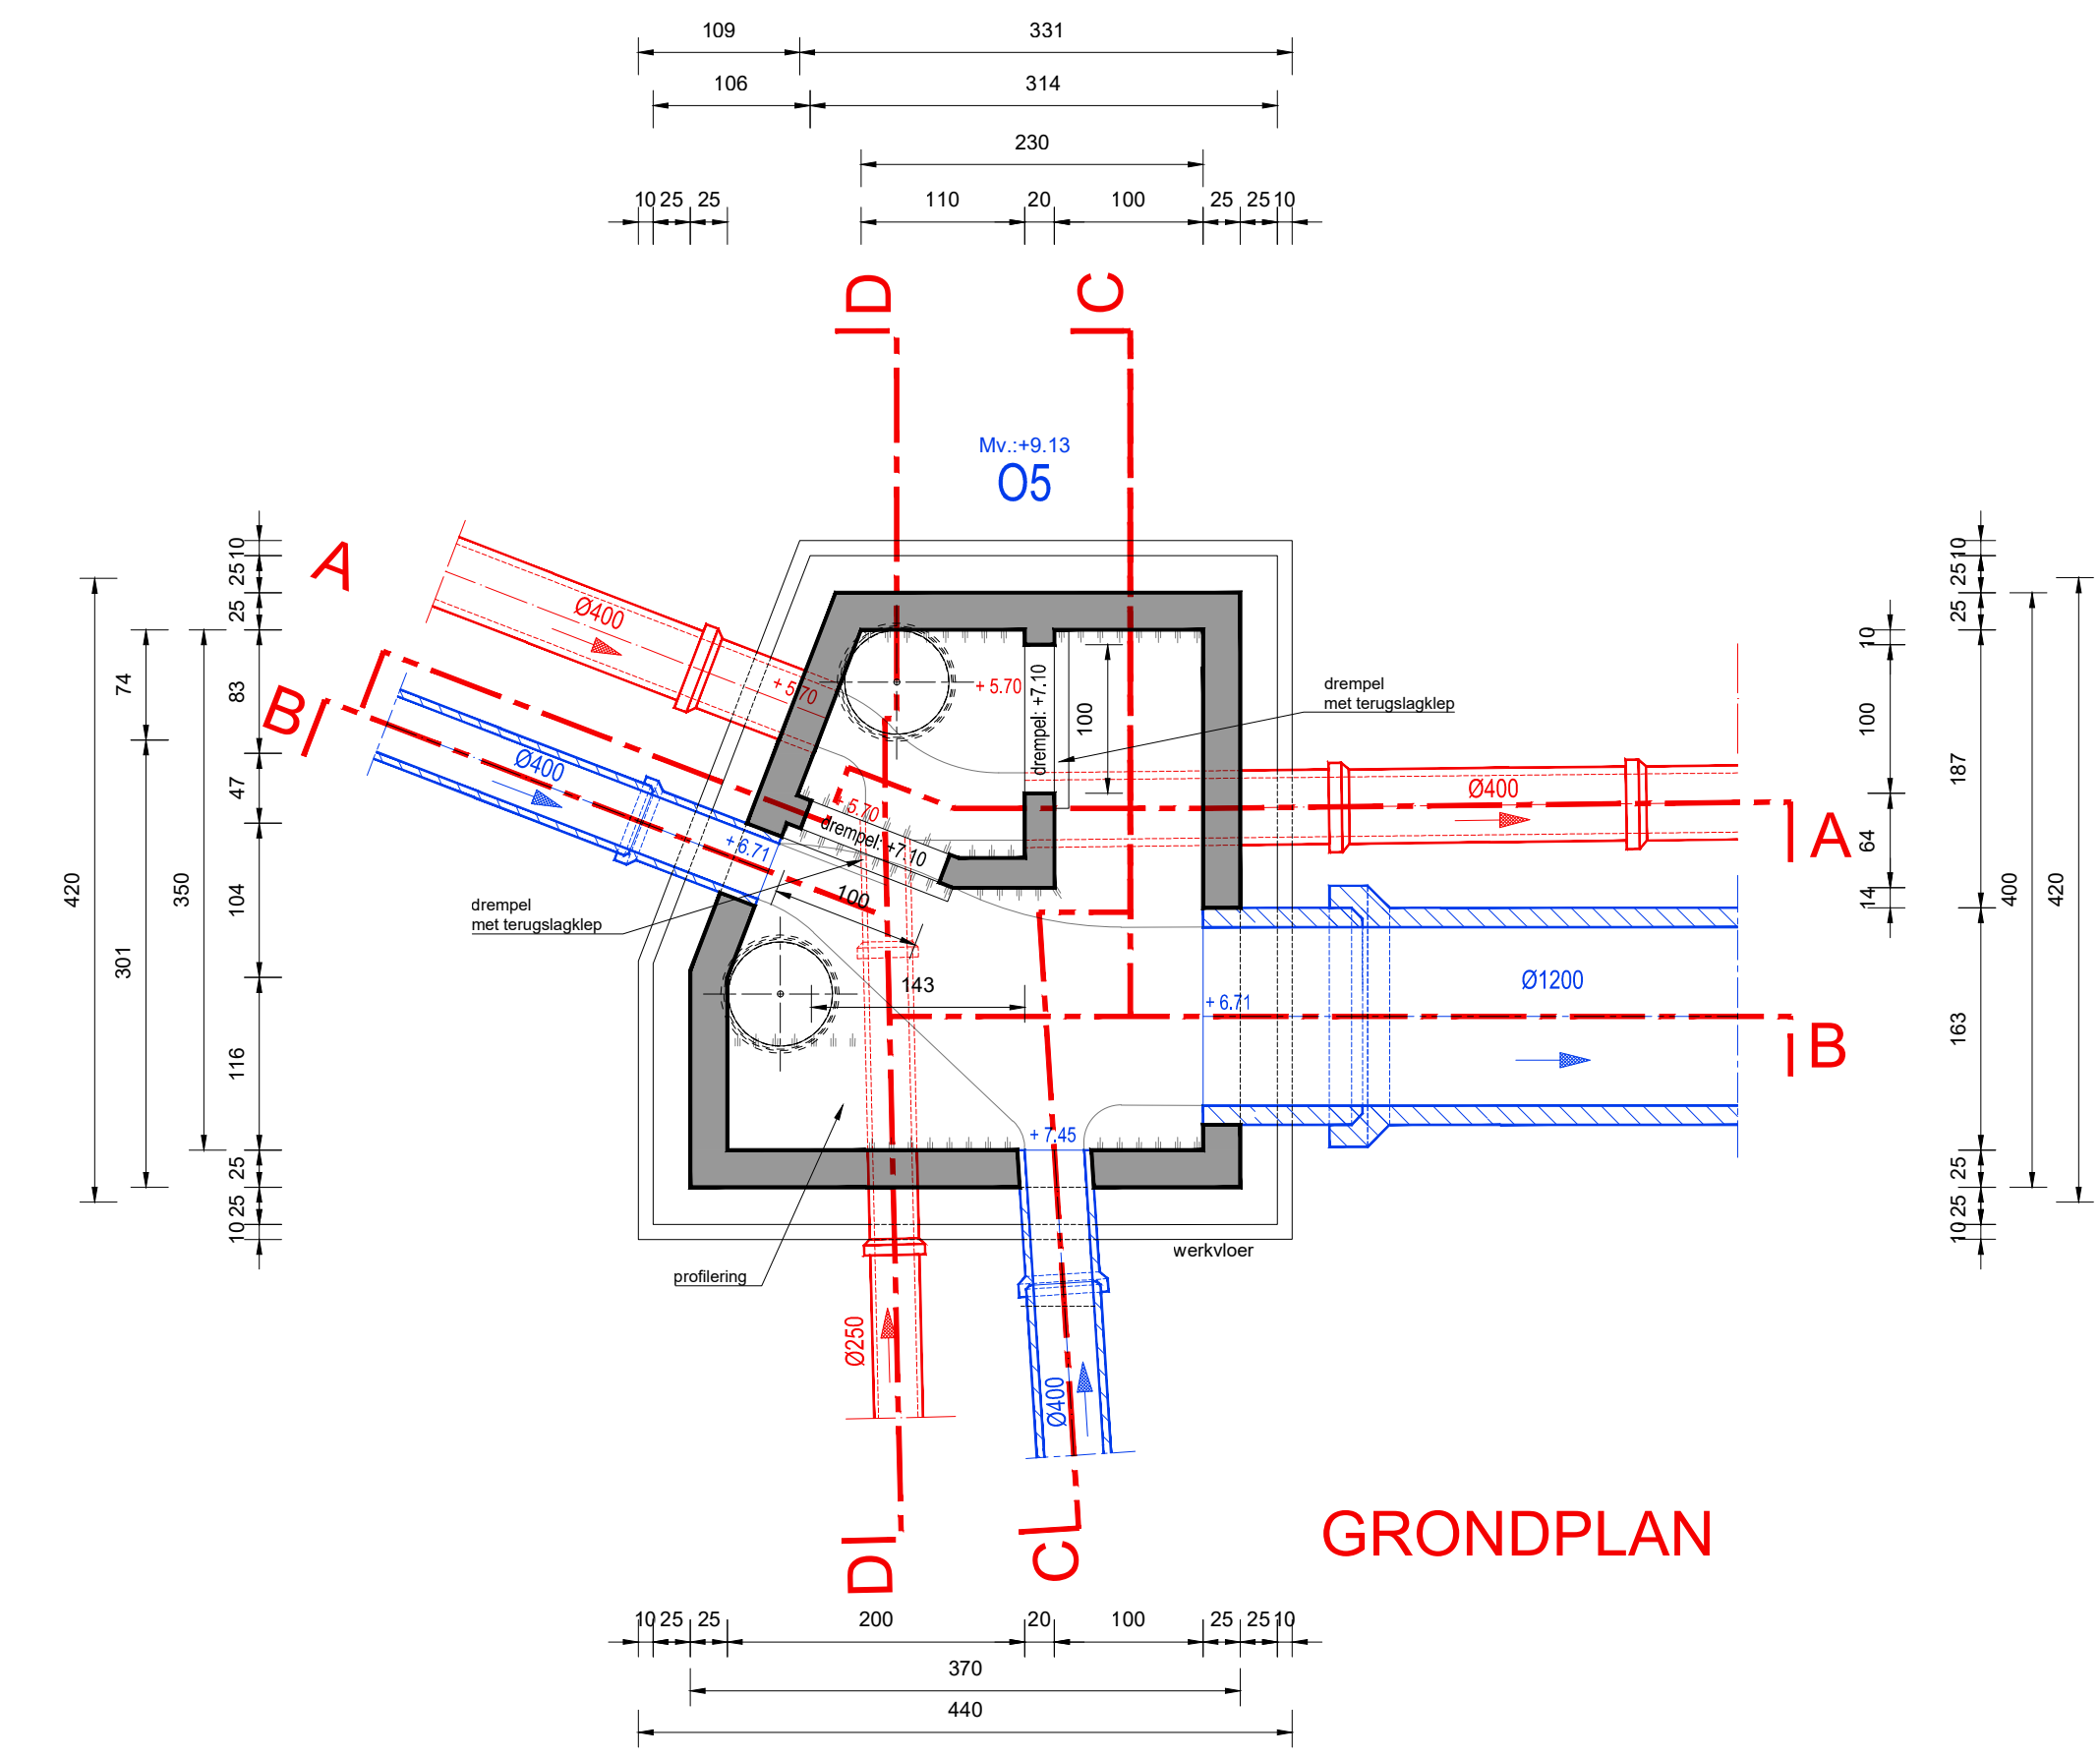 109
331
106
314
230
10
25
25
110
20
100
25
25
10
D
C
Mv.:+9.13
O5
A
B
10
25
25
83
47
104
116
25
25
10
74
301
350
420
Ø400
Ø400
+ 5.70
+ 5.70
+ 5.70
drempel: +7.10
100
drempel
met terugslagklep
drempel: +7.10
+ 6.71
100
drempel
met terugslagklep
143
Ø400
A
Ø1200
+ 6.71
B
10
100
64
14
10
25
25
187
163
25
25
10
400
420
+ 7.45
profilering
werkvloer
Ø250
Ø400
D
C
GRONDPLAN
10
25
25
200
20
100
25
25
10
370
440